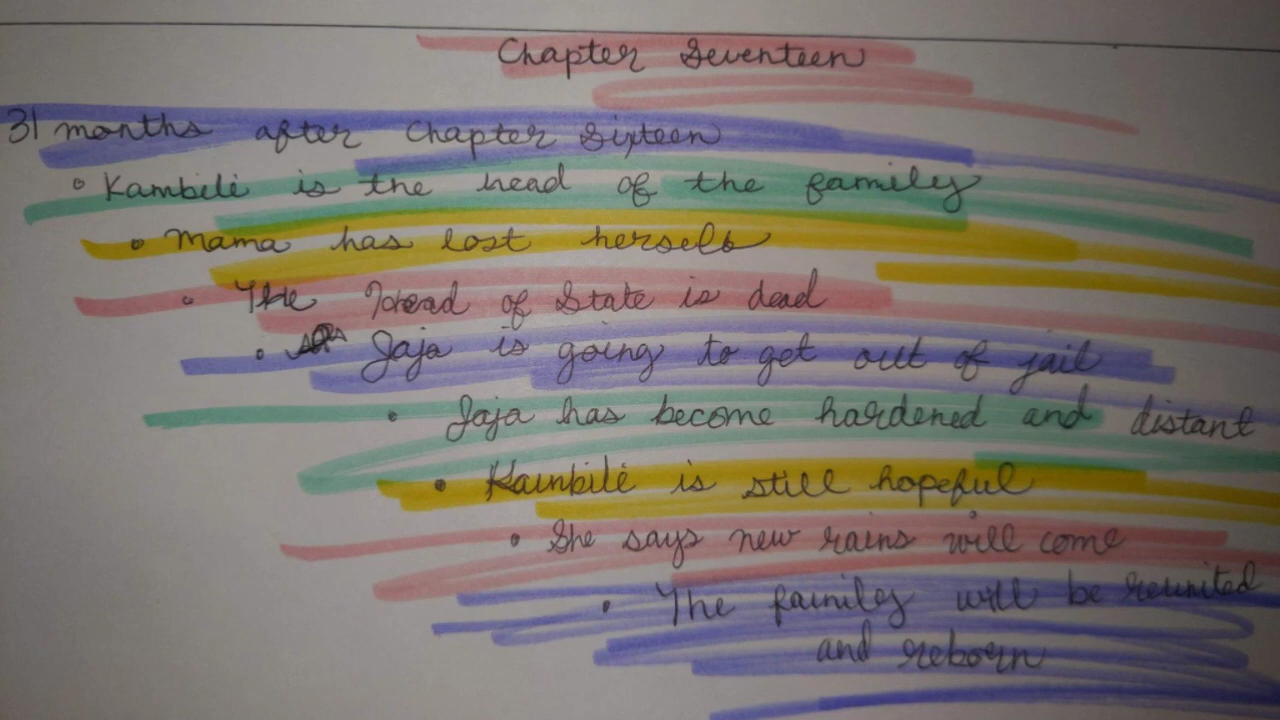 Chapter Seventeen
31 months after Chapter Sixteen
◦ Kambili is the head of the family
◦ Mama has lost herself
◦ The Head of State is dead
◦ Jaja is going to get out of jail
• Jaja has become hardened and distant
• Kambili is still hopeful
• She says new rains will come
• The family will be reunited
and reborn